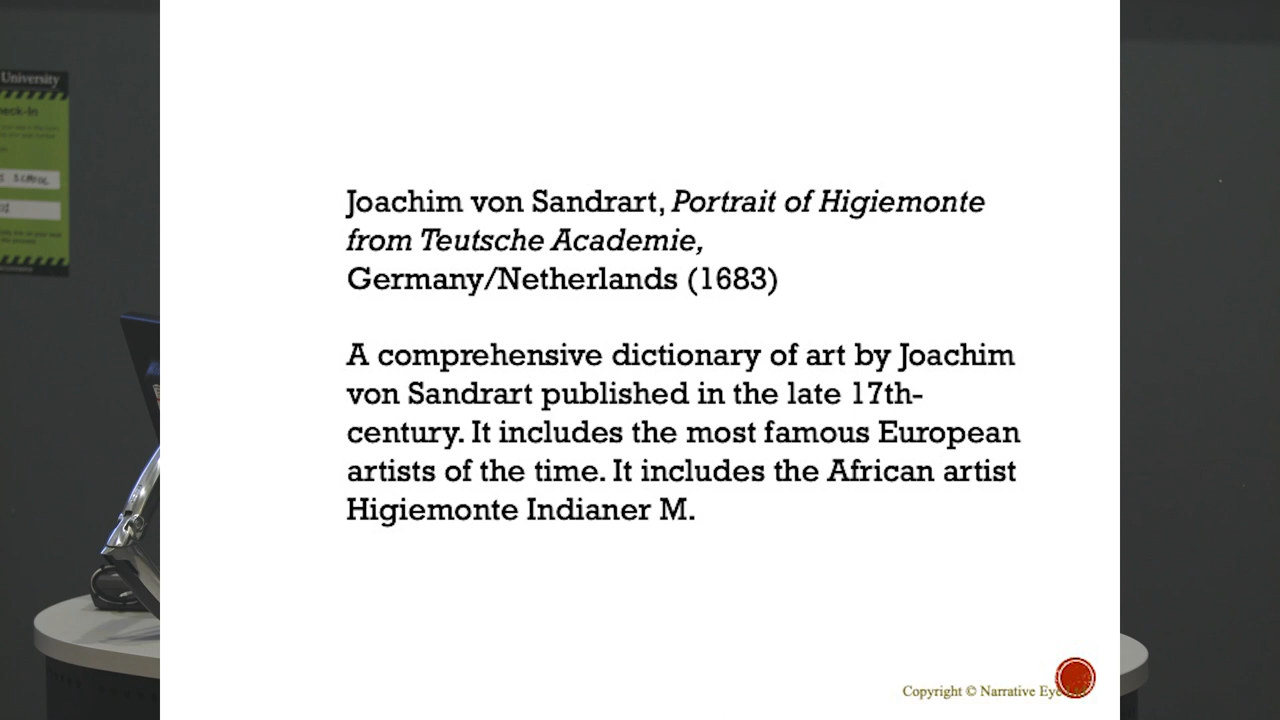 University
eck-In
Joachim von Sandrart, Portrait of Higiemonte
from Teutsche Academie,
Germany/Netherlands (1683)
A comprehensive dictionary of art by Joachim
von Sandrart published in the late 17th-
century. It includes the most famous European
artists of the time. It includes the African artist
Higiemonte Indianer M.
Copyright © Narrative Eye